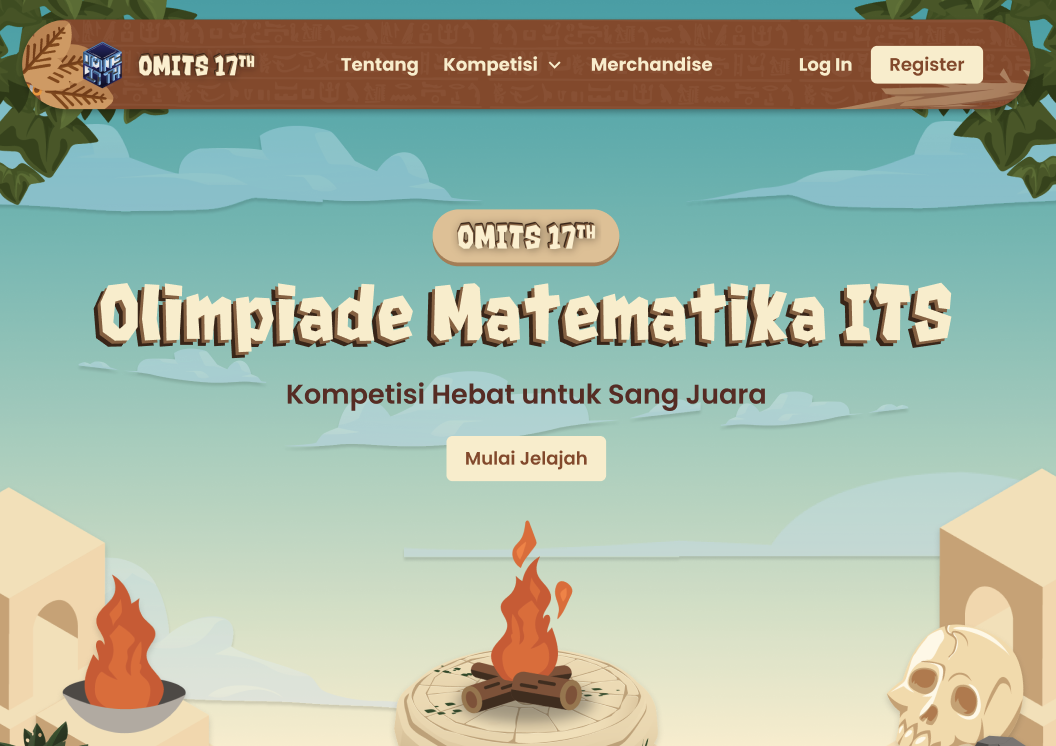 OMITS 17TH
Tentang
Kompetisi
Merchandise
Log In
Register
OMITS 17TH
Olimpiade Matematika ITS
Kompetisi Hebat untuk Sang Juara
Mulai Jelajah